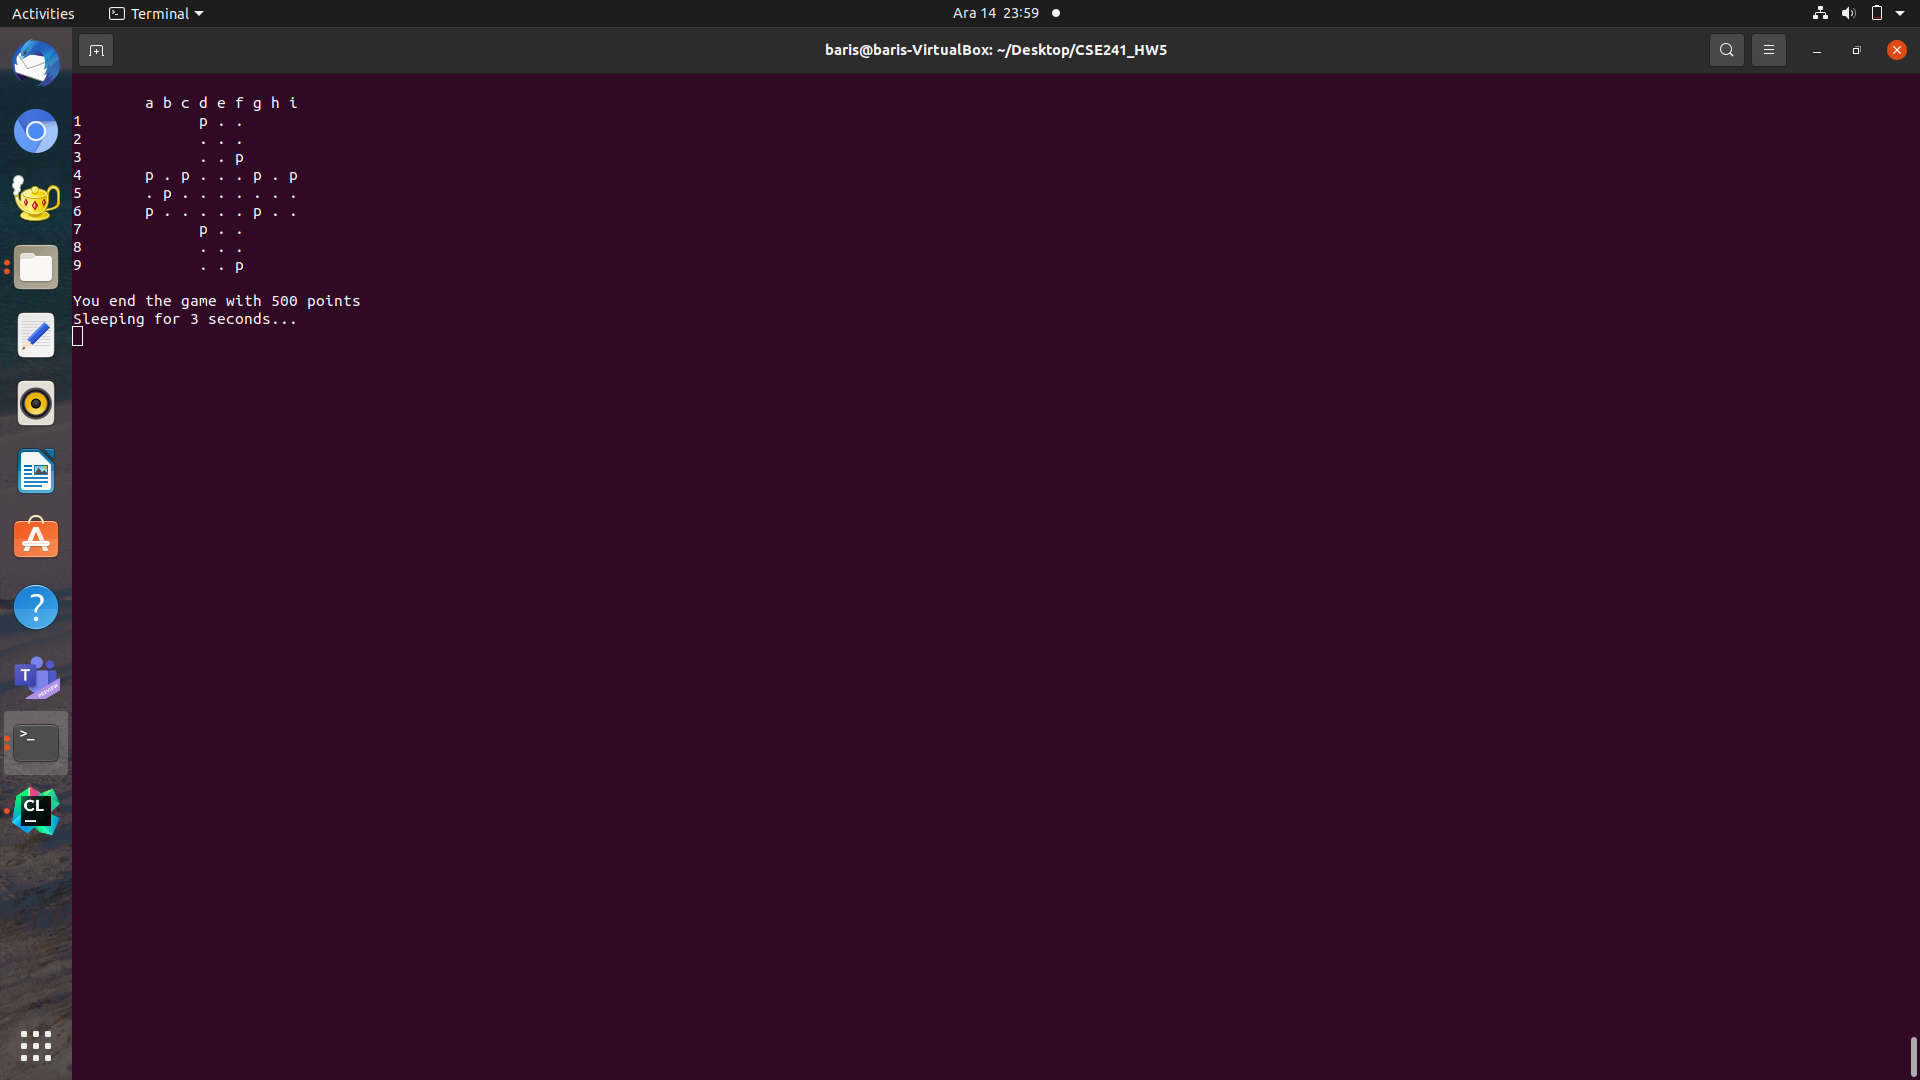 Activities Terminal Ara 14 23:59
baris@baris-VirtualBox: ~/Desktop/CSE241_HW5
a b c d e f g h i
1 p . .
2 . . .
3 . . p
4 p . p . . . p . p
5 . p . . . . . . .
6 p . . . . . p . .
7 p . .
8 . . .
9 . . p
You end the game with 500 points
Sleeping for 3 seconds...
?
T
PREVIEW
>_
CL